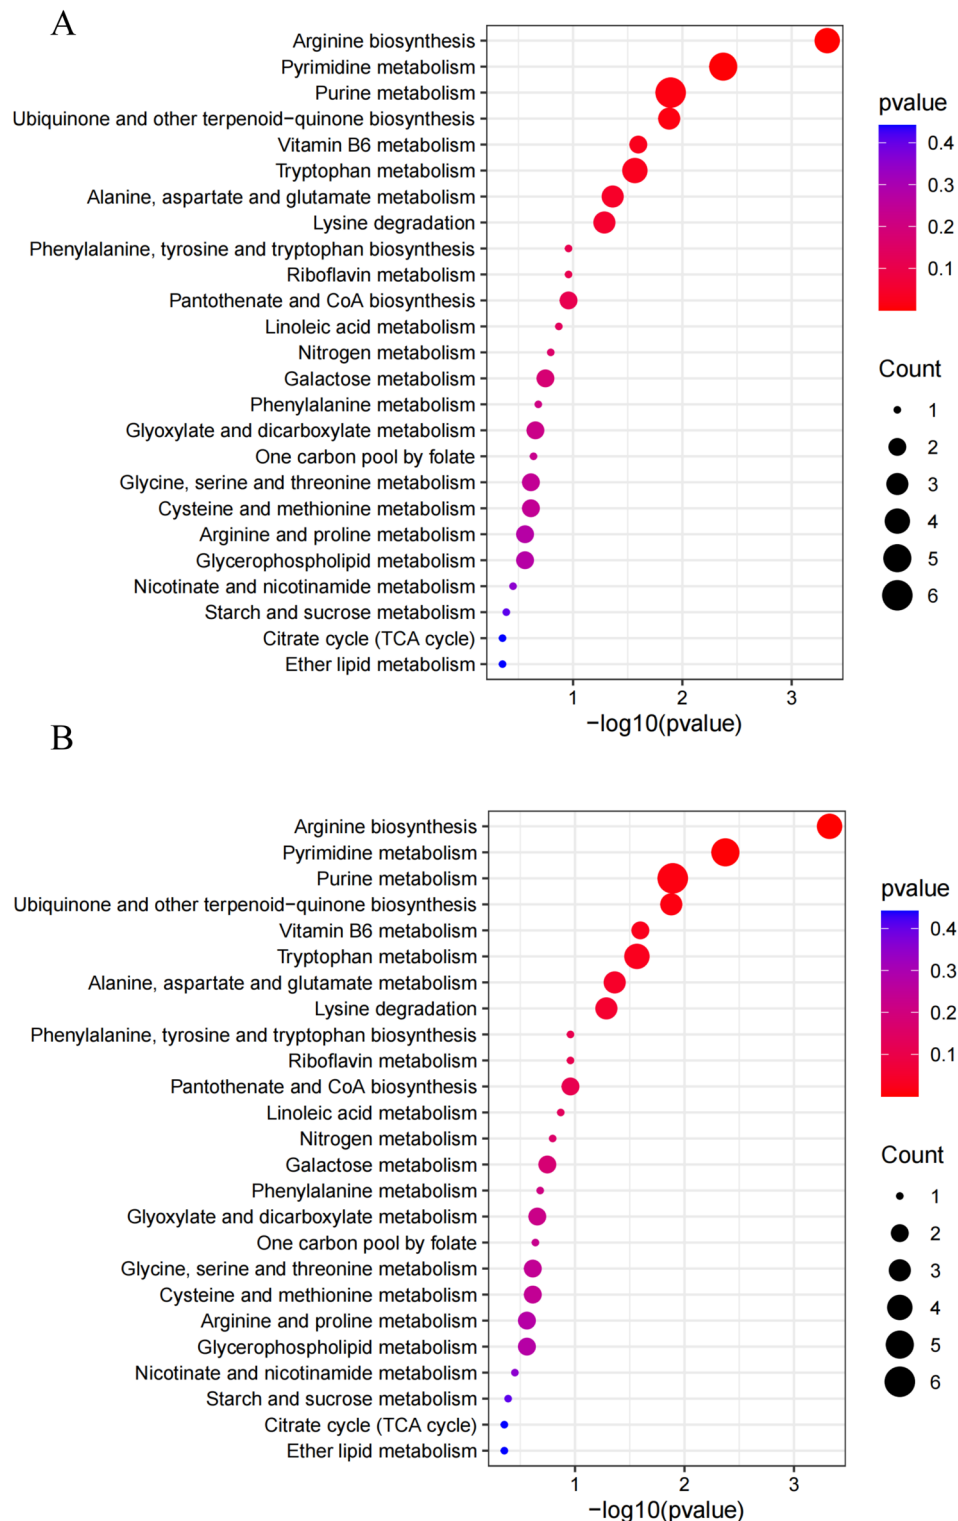 A
Arginine biosynthesis
Pyrimidine metabolism
Purine metabolism
Ubiquinone and other terpenoid−quinone biosynthesis
Vitamin B6 metabolism
Tryptophan metabolism
Alanine, aspartate and glutamate metabolism
Lysine degradation
Phenylalanine, tyrosine and tryptophan biosynthesis
Riboflavin metabolism
Pantothenate and CoA biosynthesis
Linoleic acid metabolism
Nitrogen metabolism
Galactose metabolism
Phenylalanine metabolism
Glyoxylate and dicarboxylate metabolism
One carbon pool by folate
Glycine, serine and threonine metabolism
Cysteine and methionine metabolism
Arginine and proline metabolism
Glycerophospholipid metabolism
Nicotinate and nicotinamide metabolism
Starch and sucrose metabolism
Citrate cycle (TCA cycle)
Ether lipid metabolism
1 2 3
−log10(pvalue)
pvalue
0.4
0.3
0.2
0.1
Count
1
2
3
4
5
6
B
Arginine biosynthesis
Pyrimidine metabolism
Purine metabolism
Ubiquinone and other terpenoid−quinone biosynthesis
Vitamin B6 metabolism
Tryptophan metabolism
Alanine, aspartate and glutamate metabolism
Lysine degradation
Phenylalanine, tyrosine and tryptophan biosynthesis
Riboflavin metabolism
Pantothenate and CoA biosynthesis
Linoleic acid metabolism
Nitrogen metabolism
Galactose metabolism
Phenylalanine metabolism
Glyoxylate and dicarboxylate metabolism
One carbon pool by folate
Glycine, serine and threonine metabolism
Cysteine and methionine metabolism
Arginine and proline metabolism
Glycerophospholipid metabolism
Nicotinate and nicotinamide metabolism
Starch and sucrose metabolism
Citrate cycle (TCA cycle)
Ether lipid metabolism
1 2 3
−log10(pvalue)
pvalue
0.4
0.3
0.2
0.1
Count
1
2
3
4
5
6